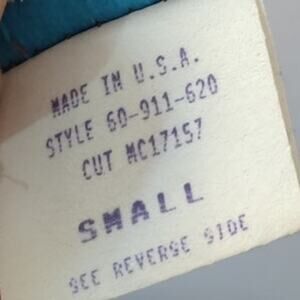 MADE IN U.S.A.
STYLE 60-911-620
CUT MC17157
SMALL
SEE REVERSE SIDE